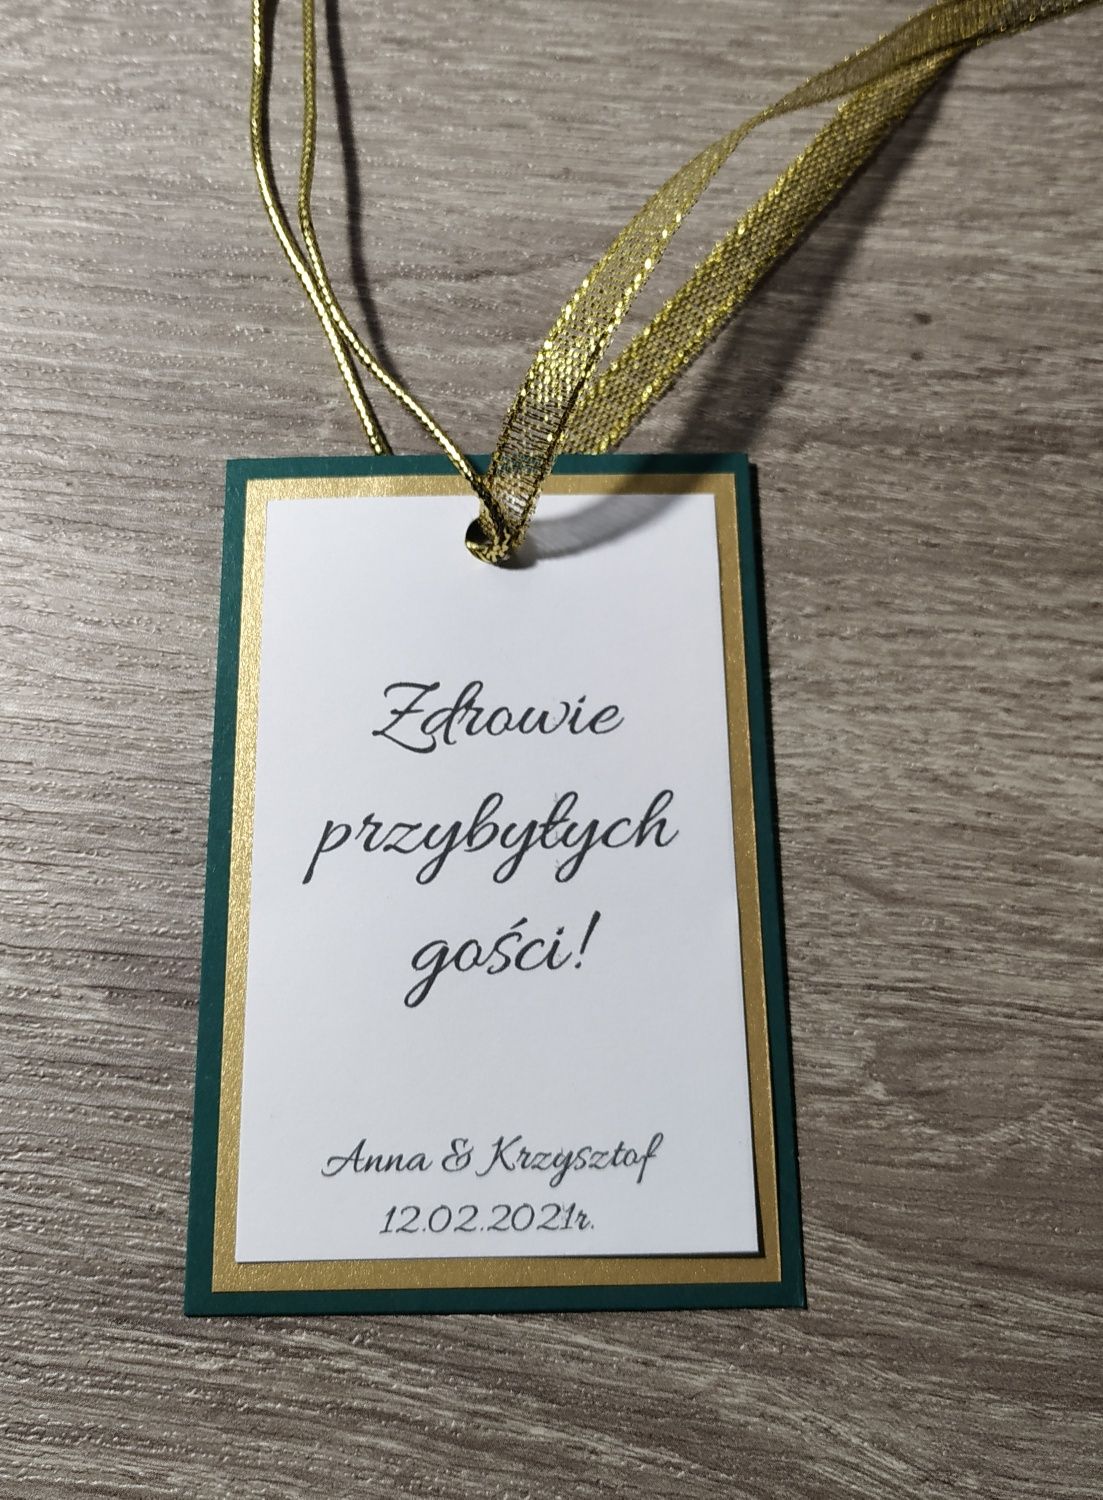 Zdrowie
przybyłych
gości!
Anna & Krzysztof
12.02.2021r.